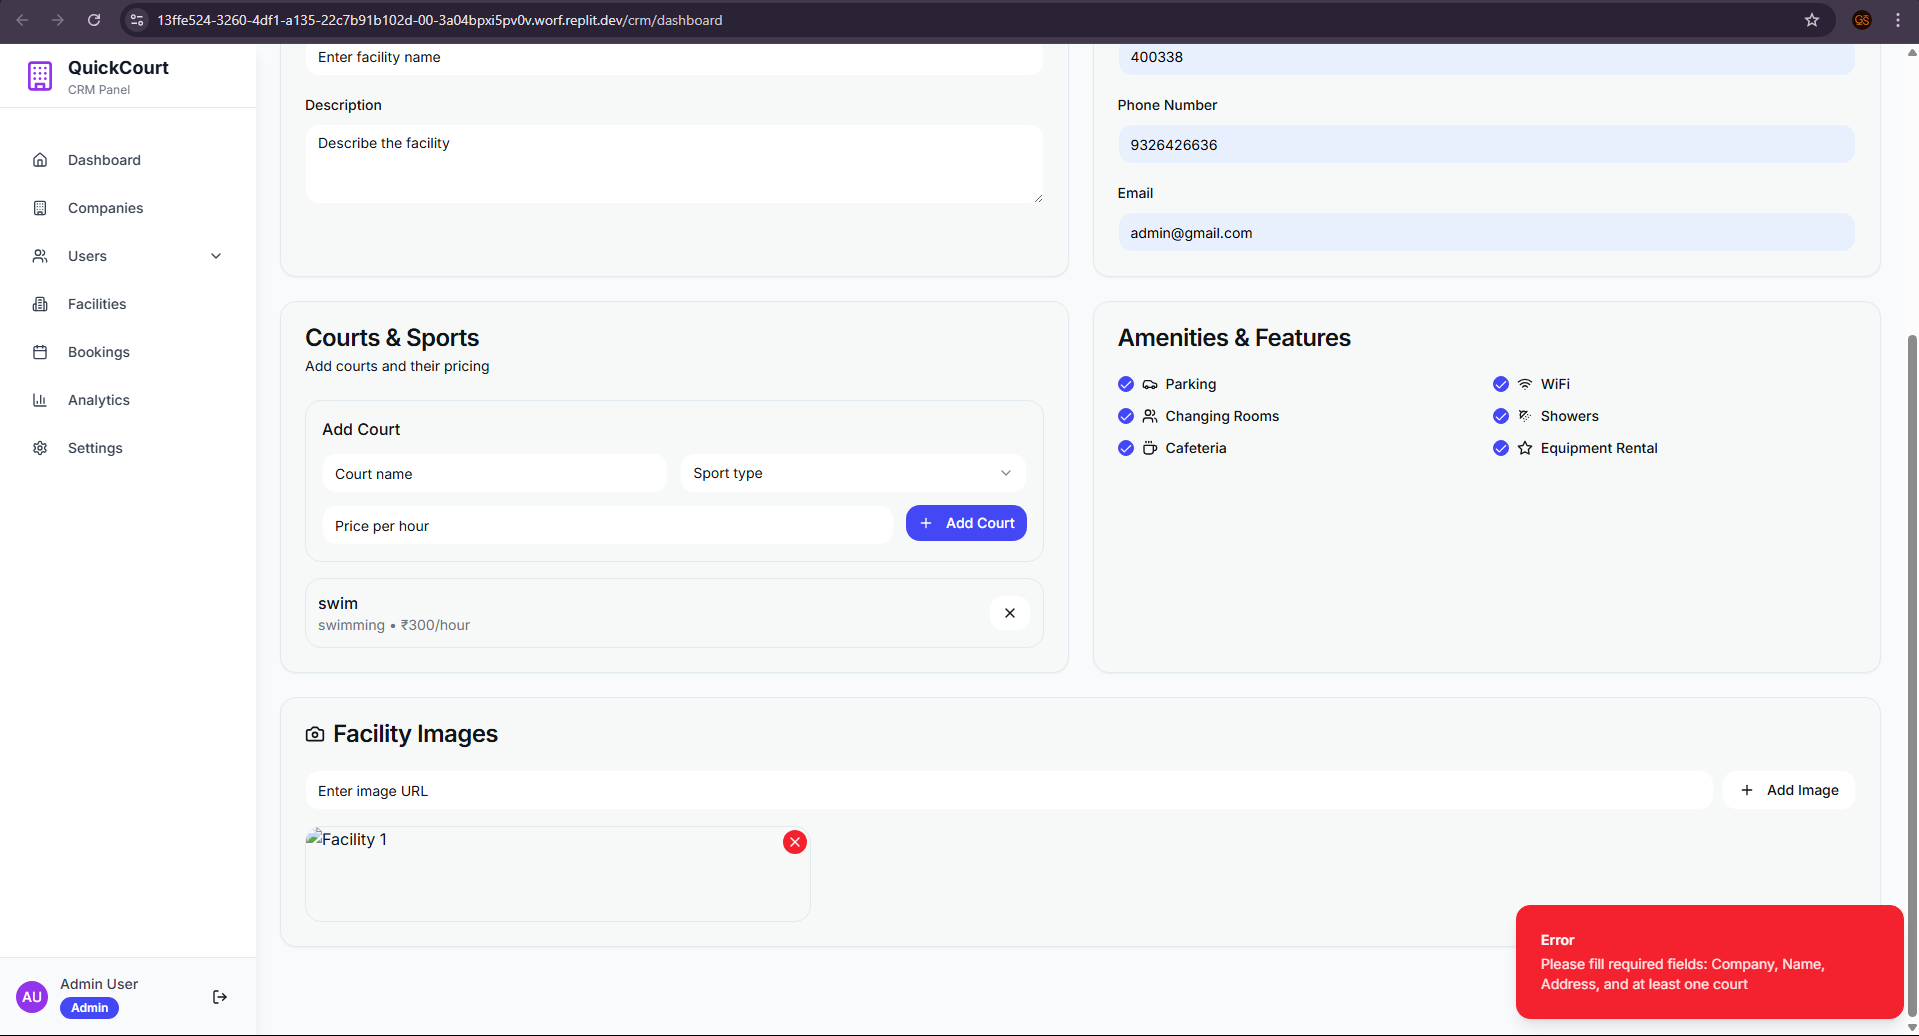 13ffe524-3260-4df1-a135-22c7b91b102d-00-3a04bpxi5pv0v.worf.replit.dev/crm/dashboard
GS
QuickCourt
CRM Panel
Dashboard
Companies
Users
Facilities
Bookings
Analytics
Settings
Admin User
AU
Admin
Enter facility name
Description
Describe the facility
400338
Phone Number
9326426636
Email
admin@gmail.com
Courts & Sports
Add courts and their pricing
Add Court
Court name
Sport type
Price per hour
+ Add Court
swim
swimming • ₹300/hour
Amenities & Features
Parking
WiFi
Changing Rooms
Showers
Cafeteria
Equipment Rental
Facility Images
Enter image URL
+ Add Image
Facility 1
Error
Please fill required fields: Company, Name,
Address, and at least one court